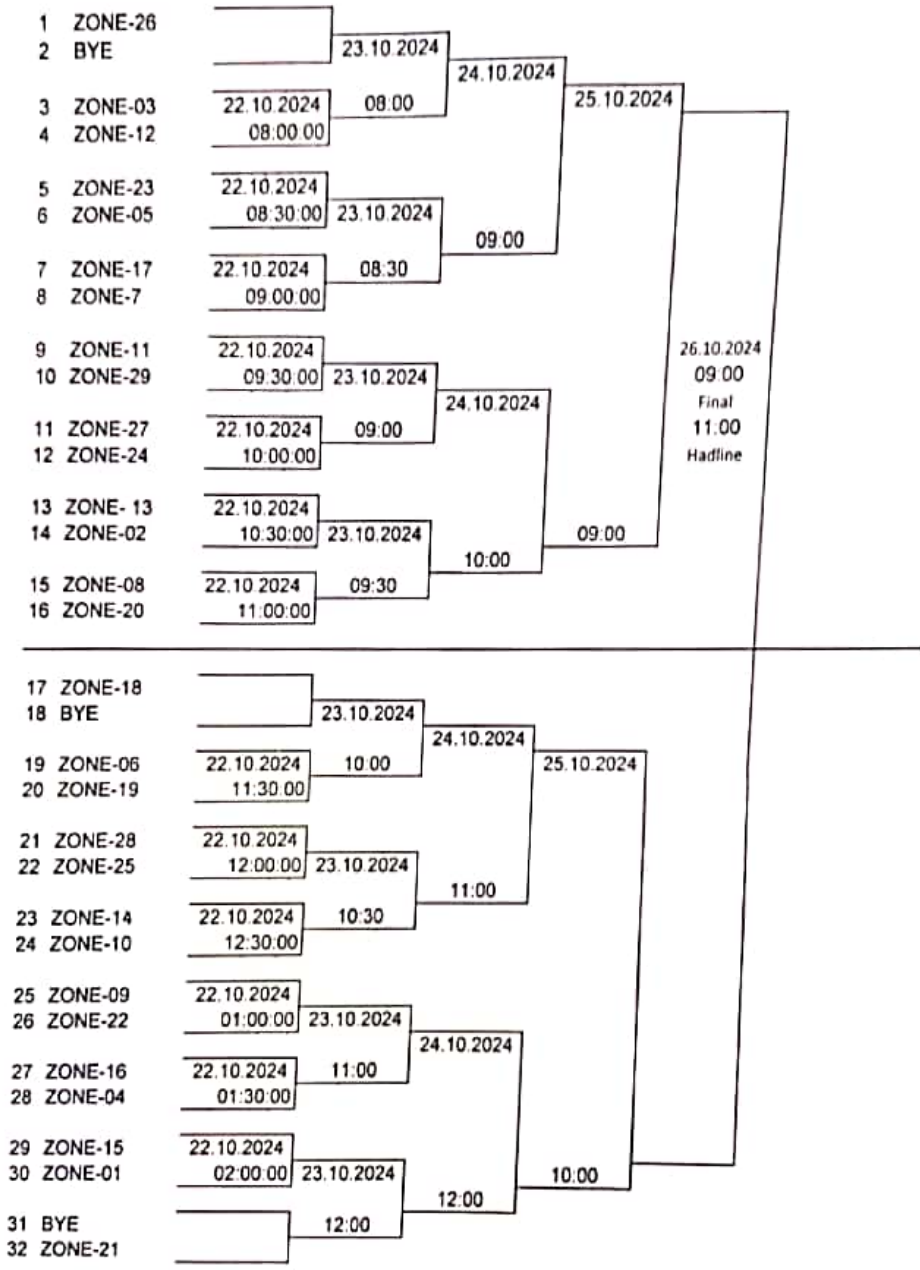 1 ZONE-26
2 BYE
23.10.2024
24.10.2024
25.10.2024
3 ZONE-03 22.10.2024 08:00
4 ZONE-12 08:00:00
5 ZONE-23 22.10.2024
6 ZONE-05 08:30:00 23.10.2024
09:00
7 ZONE-17 22.10.2024 08:30
8 ZONE-7 09:00:00
9 ZONE-11 22.10.2024
10 ZONE-29 09:30:00 23.10.2024
24.10.2024
26.10.2024
09:00
Final
11:00
Hadline
11 ZONE-27 22.10.2024 09:00
12 ZONE-24 10:00:00
13 ZONE- 13 22.10.2024
14 ZONE-02 10:30:00 23.10.2024 09:00
10:00
15 ZONE-08 22.10.2024 09:30
16 ZONE-20 11:00:00
17 ZONE-18
18 BYE 23.10.2024
24.10.2024
19 ZONE-06 22.10.2024 10:00 25.10.2024
20 ZONE-19 11:30:00
21 ZONE-28 22.10.2024
22 ZONE-25 12:00:00 23.10.2024
11:00
23 ZONE-14 22.10.2024 10:30
24 ZONE-10 12:30:00
25 ZONE-09 22.10.2024
26 ZONE-22 01:00:00 23.10.2024
24.10.2024
27 ZONE-16 22.10.2024 11:00
28 ZONE-04 01:30:00
29 ZONE-15 22.10.2024
30 ZONE-01 02:00:00 23.10.2024 10:00
12:00
31 BYE 12:00
32 ZONE-21